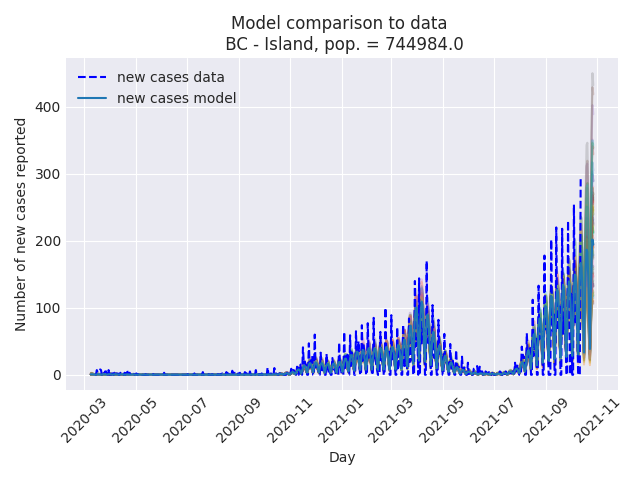 Model comparison to data
BC - Island, pop. = 744984.0
new cases data
new cases model
Number of new cases reported
400
300
200
100
0
2020-03
2020-05
2020-07
2020-09
2020-11
2021-01
2021-03
2021-05
2021-07
2021-09
2021-11
Day